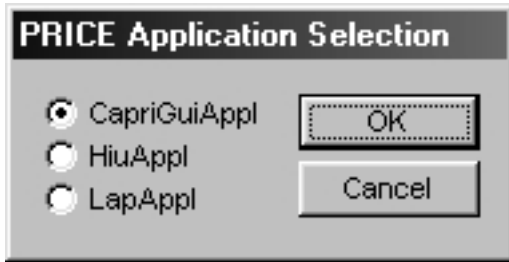 PRICE Application Selection
CapriGuiAppl
HiuAppl
LapAppl
OK
Cancel